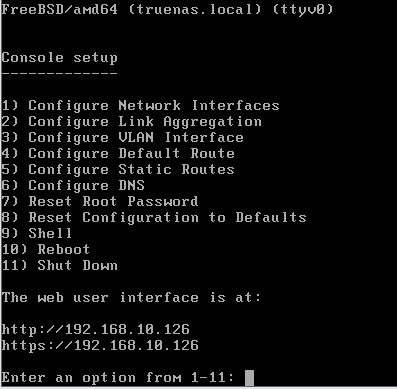 FreeBSD/amd64 (truenas.local) (ttyv0)
Console setup
-------------
1) Configure Network Interfaces
2) Configure Link Aggregation
3) Configure VLAN Interface
4) Configure Default Route
5) Configure Static Routes
6) Configure DNS
7) Reset Root Password
8) Reset Configuration to Defaults
9) Shell
10) Reboot
11) Shut Down
The web user interface is at:
http://192.168.10.126
https://192.168.10.126
Enter an option from 1-11: